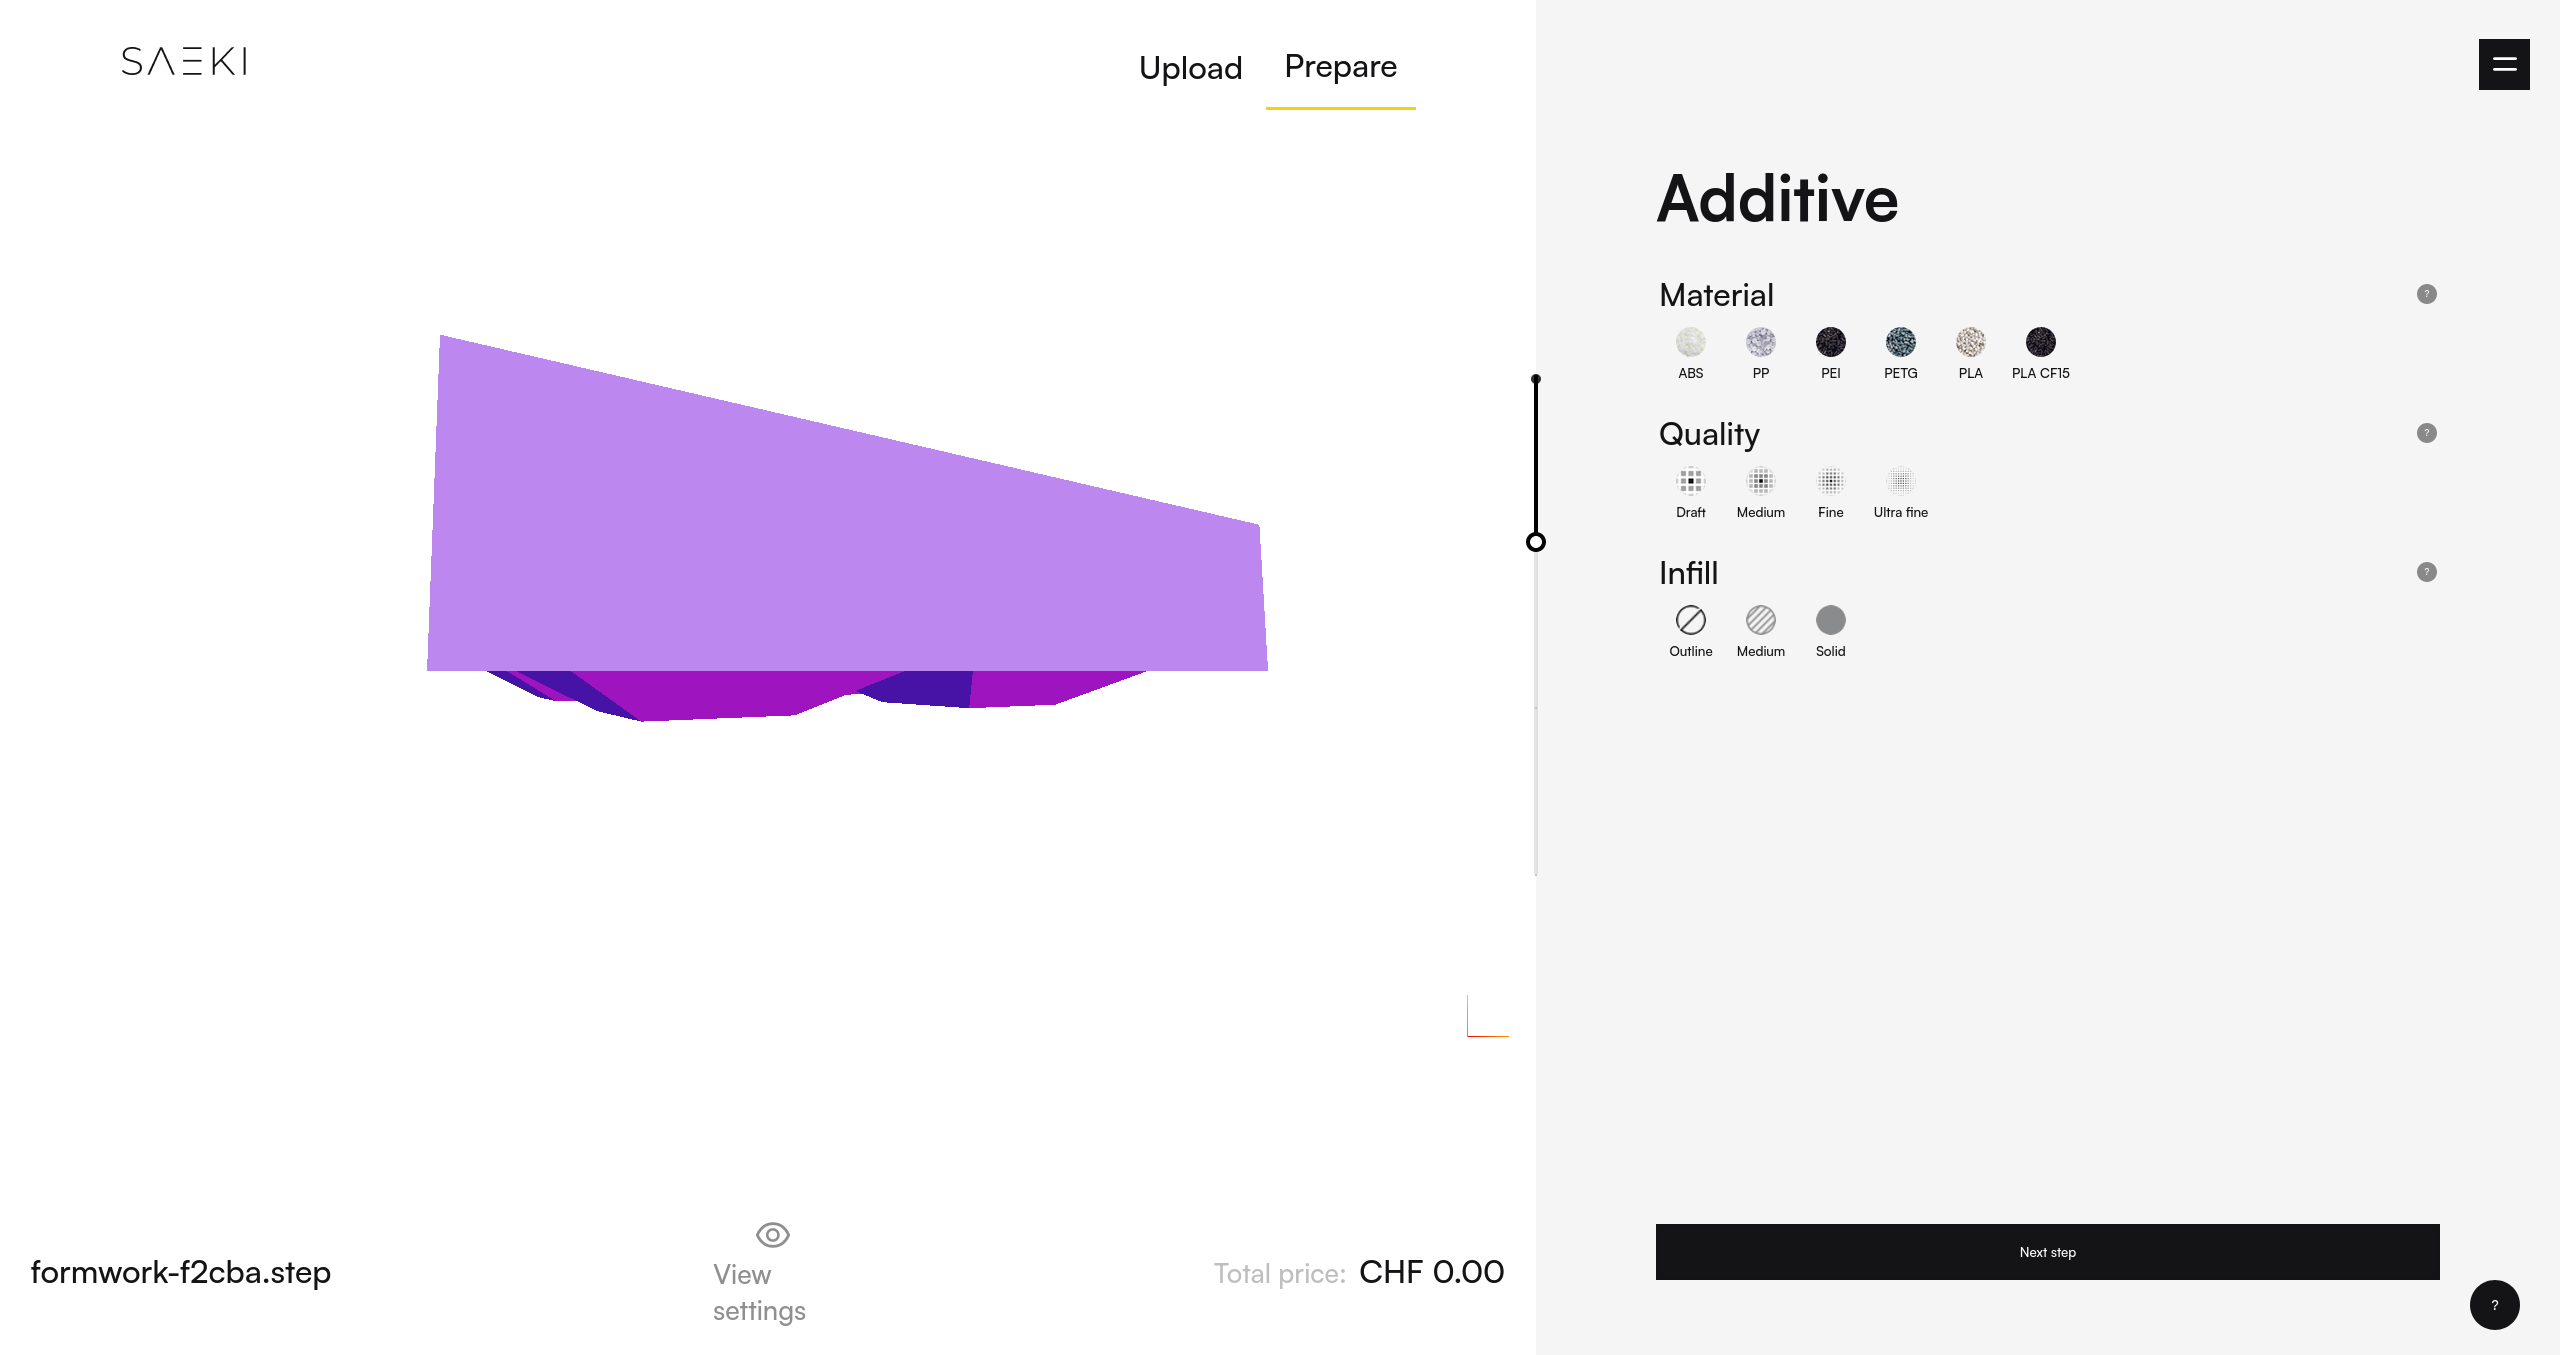 SAEKI
Upload Prepare
Additive
Material ?
ABS PP PEI PETG PLA PLA CF15
Quality ?
Draft Medium Fine Ultra fine
Infill ?
Outline Medium Solid
formwork-f2cba.step
View
settings
Total price: CHF 0.00
Next step
?